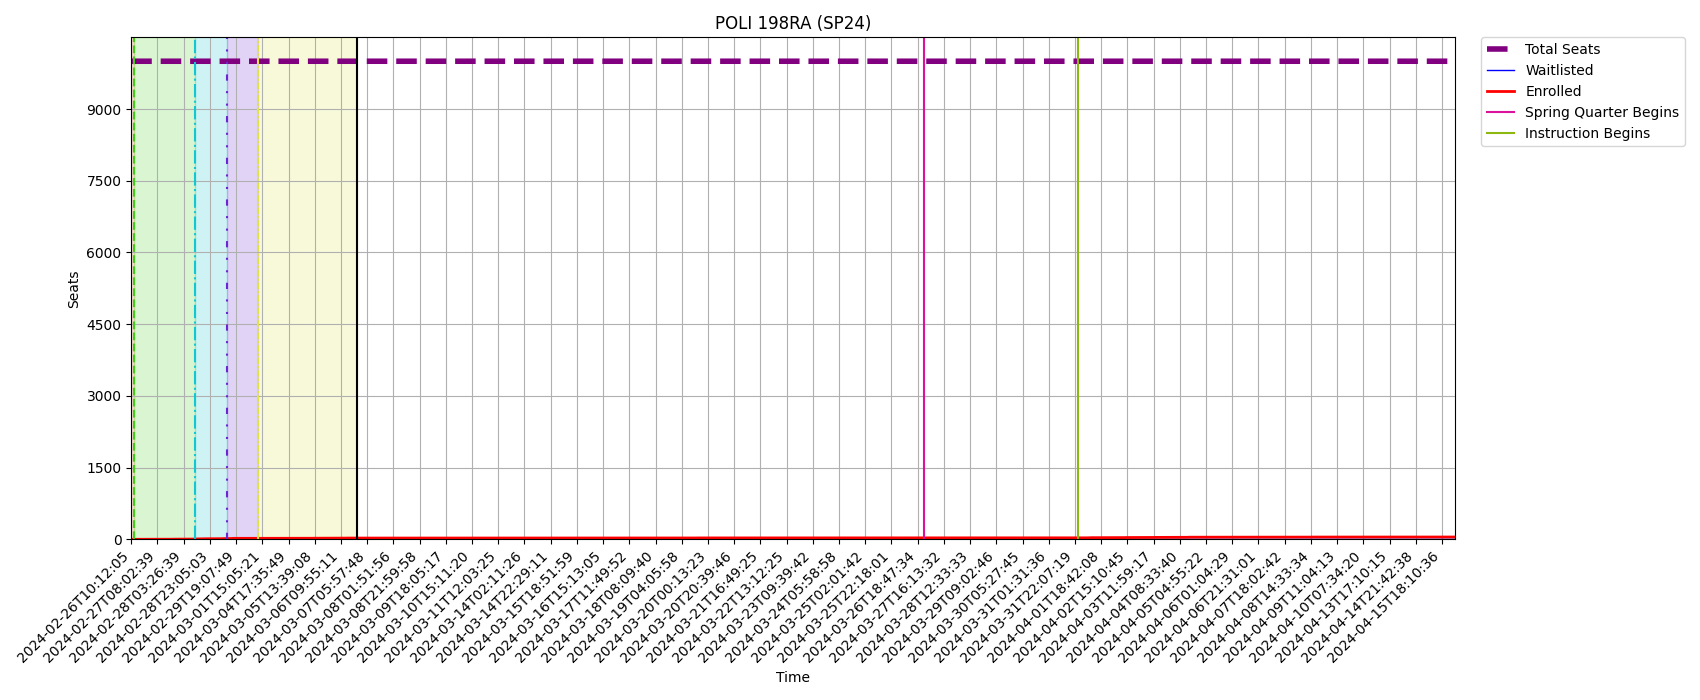 POLI 198RA (SP24)
Total Seats
Waitlisted
Enrolled
Spring Quarter Begins
Instruction Begins
Seats
9000
7500
6000
4500
3000
1500
0
2024-02-26T10:12:05
2024-02-27T08:02:39
2024-02-28T03:26:39
2024-02-28T23:05:03
2024-02-29T19:07:49
2024-03-01T15:05:21
2024-03-04T17:35:49
2024-03-05T13:39:08
2024-03-06T09:55:11
2024-03-07T05:57:48
2024-03-08T01:51:56
2024-03-08T21:59:58
2024-03-09T18:05:17
2024-03-10T15:11:20
2024-03-11T12:03:25
2024-03-14T02:11:26
2024-03-14T22:29:11
2024-03-15T18:51:59
2024-03-16T15:13:05
2024-03-17T11:49:52
2024-03-18T08:09:40
2024-03-19T04:05:58
2024-03-20T00:13:23
2024-03-20T20:39:46
2024-03-21T16:49:25
2024-03-22T13:12:25
2024-03-23T09:39:42
2024-03-24T05:58:58
2024-03-25T02:01:42
2024-03-25T22:18:01
2024-03-26T18:47:34
2024-03-27T16:13:32
2024-03-28T12:33:33
2024-03-29T09:02:46
2024-03-30T05:27:45
2024-03-31T01:31:36
2024-03-31T22:07:19
2024-04-01T18:42:08
2024-04-02T15:10:45
2024-04-03T11:59:17
2024-04-04T08:33:40
2024-04-05T04:55:22
2024-04-06T01:04:29
2024-04-06T21:31:01
2024-04-07T18:02:42
2024-04-08T14:33:34
2024-04-09T11:04:13
2024-04-10T07:34:20
2024-04-13T17:10:15
2024-04-14T21:42:38
2024-04-15T18:10:36
Time